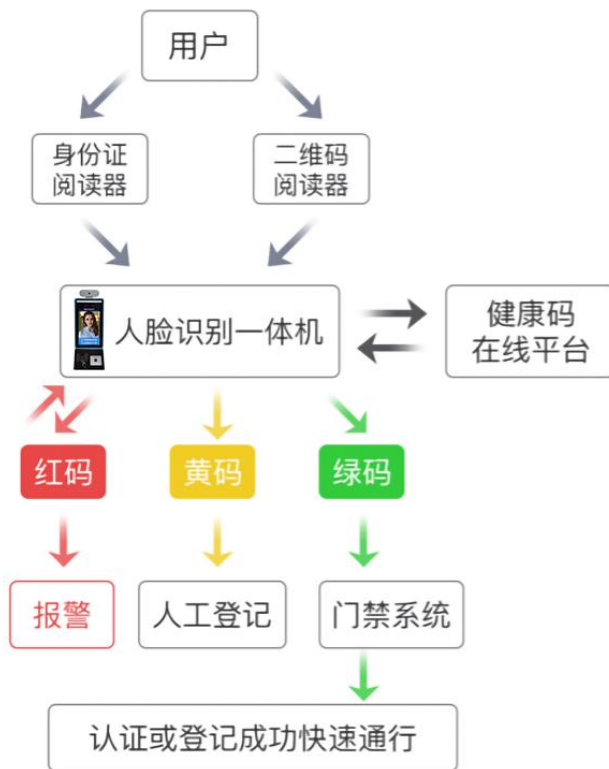 用户
身份证
阅读器
二维码
阅读器
人脸识别一体机
健康码
在线平台
红码
黄码
绿码
报警
人工登记
门禁系统
认证或登记成功快速通行